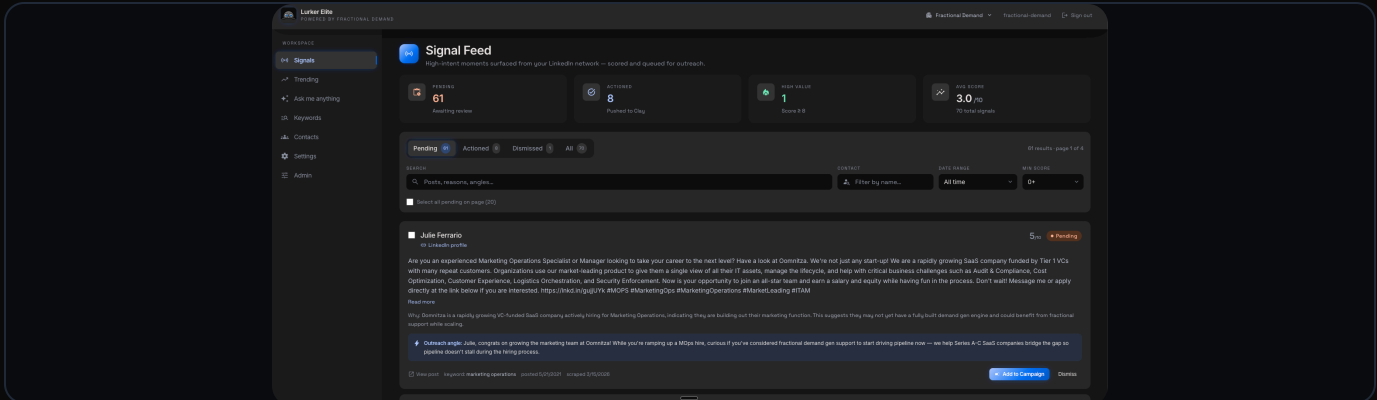 Lurker Elite
POWERED BY FRACTIONAL DEMAND
Fractional Demand
fractional-demand
Sign out
WORKSPACE
Signals
Trending
Ask me anything
Keywords
Contacts
Settings
Admin
Signal Feed
High-intent moments surfaced from your LinkedIn network — scored and queued for outreach.
PENDING
61
Awaiting review
ACTIONED
8
Pushed to Clay
HIGH VALUE
1
AVG SCORE
3.0 /10
70 total signals
Pending 61
Actioned 8
Dismissed 1
All 70
61 results · page 1 of 4
SEARCH
Posts, reasons, angles...
CONTACT
Filter by name...
DATE RANGE
All time
MIN SCORE
0+
Select all pending on page (20)
Julie Ferrario
LinkedIn profile
5/10
Pending
Are you an experienced Marketing Operations Specialist or Manager looking to take your career to the next level? Have a look at Oomnitza. We're not just any start-up! We are a rapidly growing SaaS company funded by Tier 1 VCs
with many repeat customers. Organizations use our market-leading product to give them a single view of all their IT assets, manage the lifecycle, and help with critical business challenges such as Audit & Compliance, Cost
Optimization, Customer Experience, Logistics Orchestration, and Security Enforcement. Now is your opportunity to join an all-star team and earn a salary and equity while having fun in the process. Don't wait! Message me or apply
directly at the link below if you are interested. #MOPS #MarketingOps #MarketingOperations #MarketLeading #ITAM
Read more
Why: Oomnitza is a rapidly growing VC-funded SaaS company actively hiring for Marketing Operations, indicating they are building out their marketing function. This suggests they may not yet have a fully built demand gen engine and could benefit from fractional
support while scaling.
Outreach angle: Julie, congrats on growing the marketing team at Oomnitza! While you're ramping up a MOps hire, curious if you've considered fractional demand gen support to start driving pipeline now — we help Series A-C SaaS companies bridge the gap so
pipeline doesn't stall during the hiring process.
View post
keyword: marketing operations
posted 5/21/2021
scraped
Add to Campaign
Dismiss